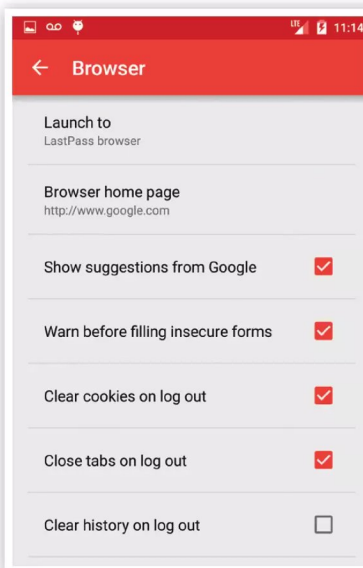 LTE 11:14
Browser
Launch to
LastPass browser
Browser home page
http://www.google.com
Show suggestions from Google
Warn before filling insecure forms
Clear cookies on log out
Close tabs on log out
Clear history on log out